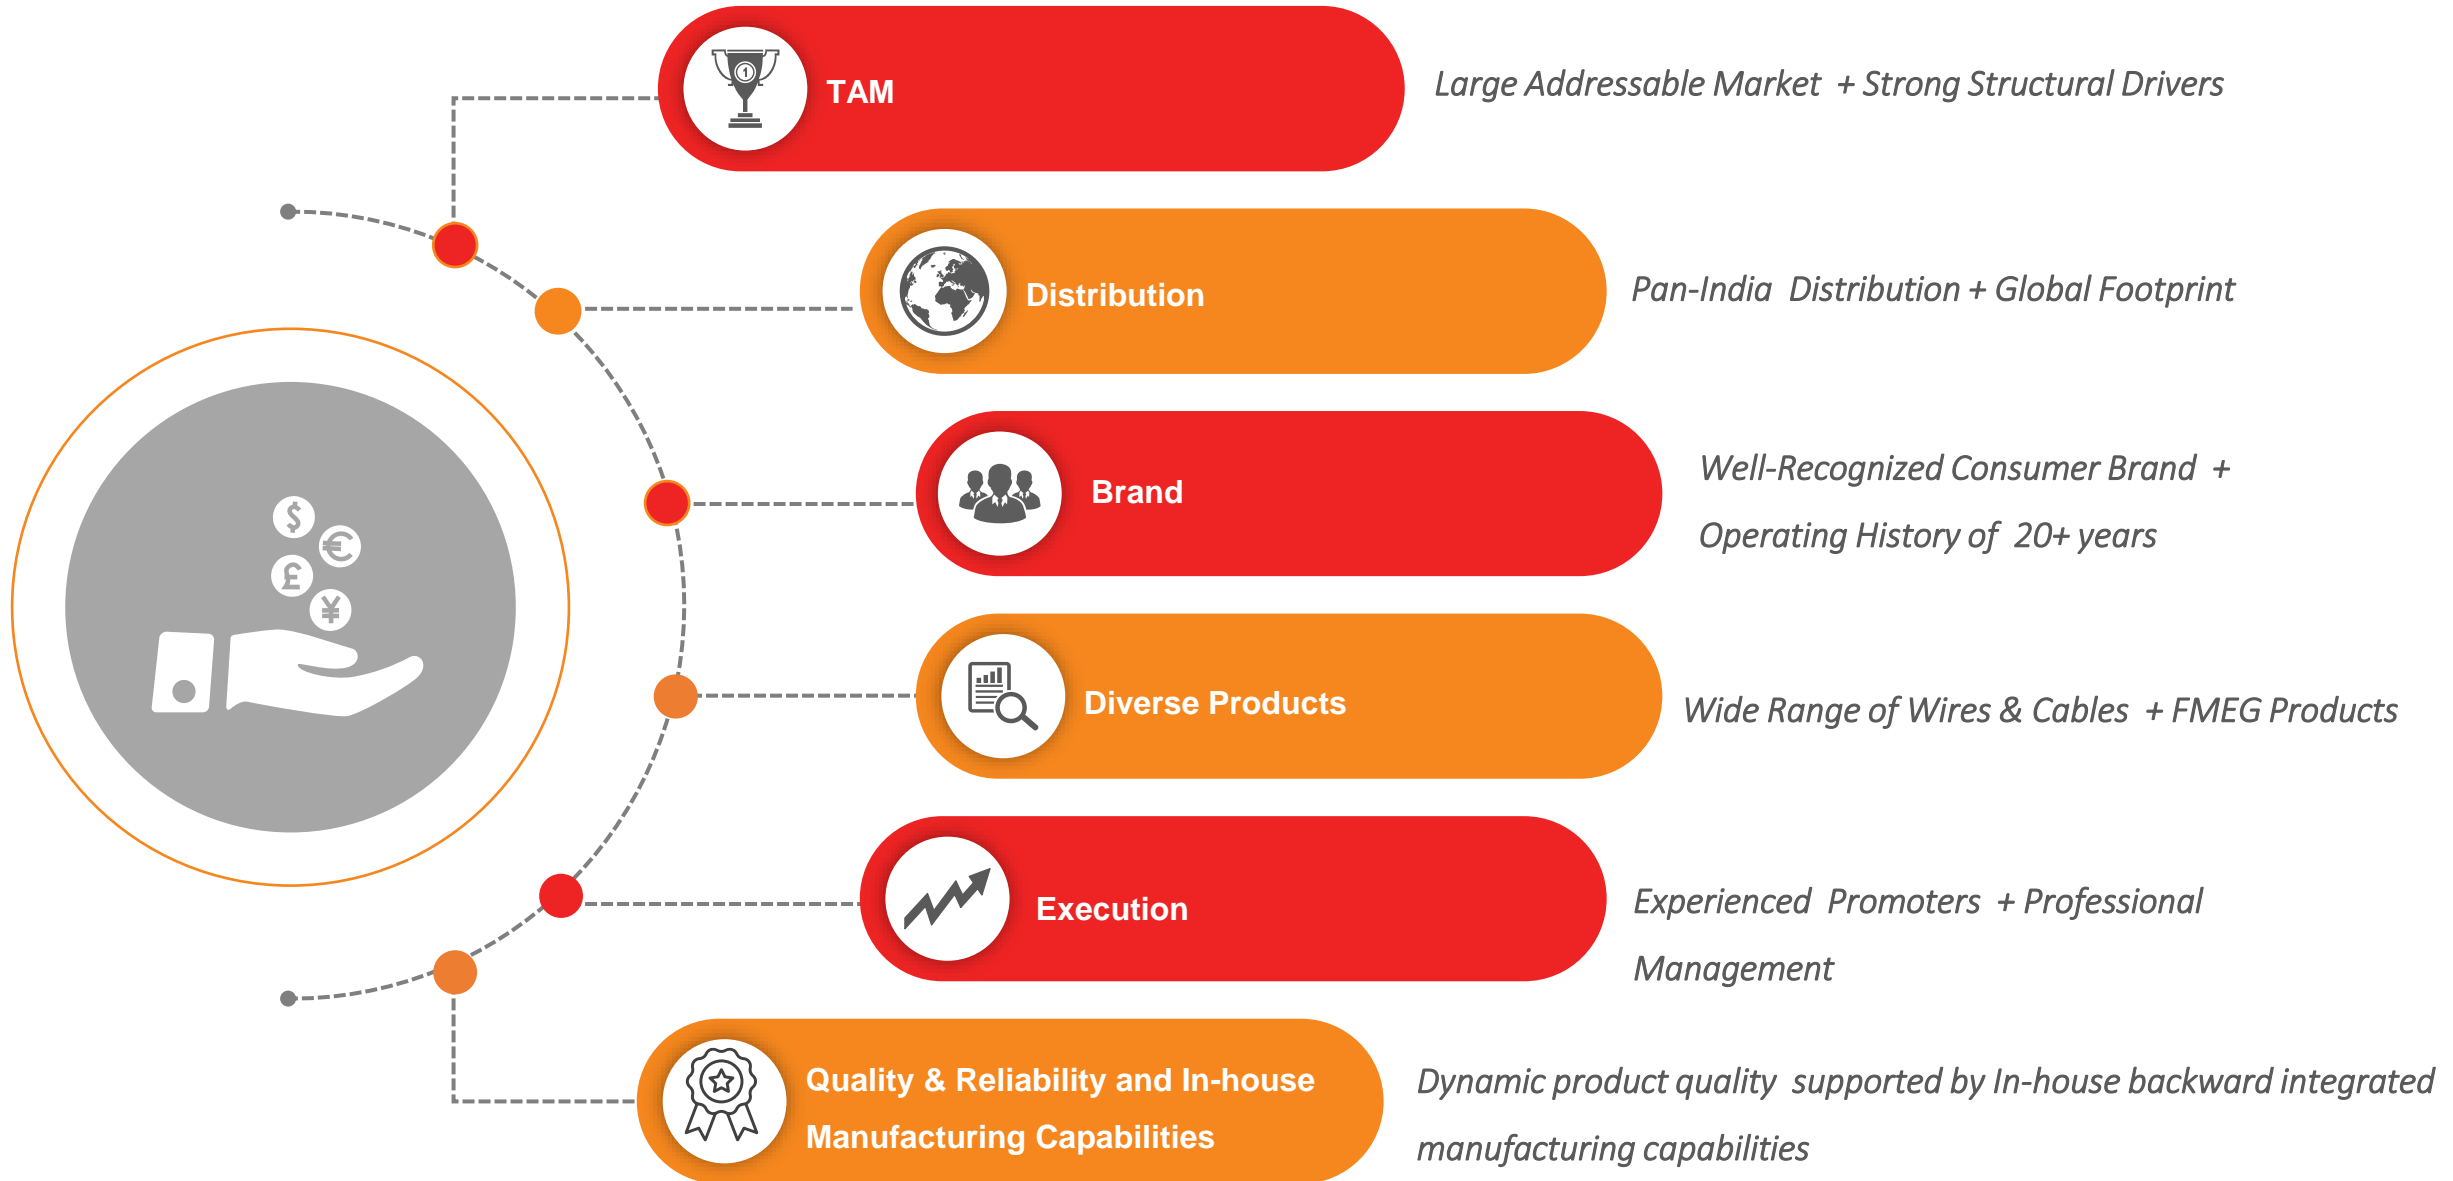 TAM
Large Addressable Market + Strong Structural Drivers
Distribution
Pan-India Distribution + Global Footprint
Brand
Well-Recognized Consumer Brand +
Operating History of 20+ years
Diverse Products
Wide Range of Wires & Cables + FMEG Products
Execution
Experienced Promoters + Professional
Management
Quality & Reliability and In-house
Manufacturing Capabilities
Dynamic product quality supported by In-house backward integrated
manufacturing capabilities
$
€
£
¥
1